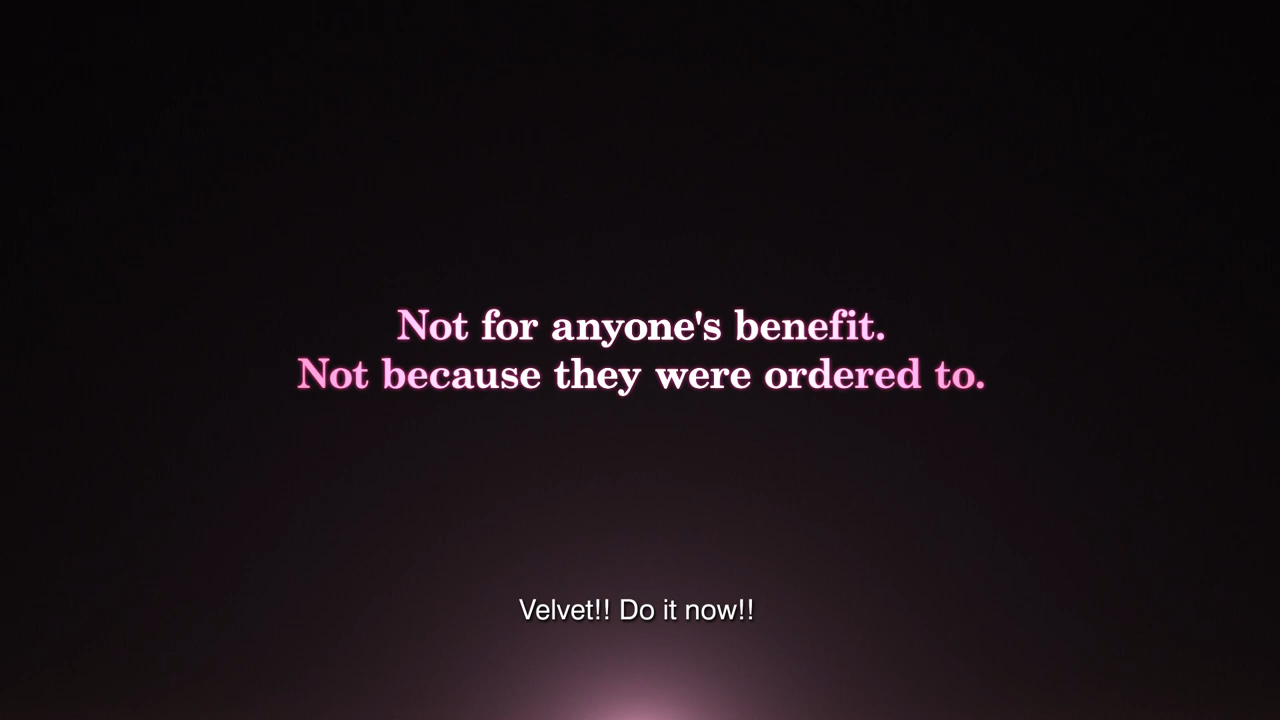 Not for anyone's benefit.
Not because they were ordered to.
Velvet!! Do it now!!